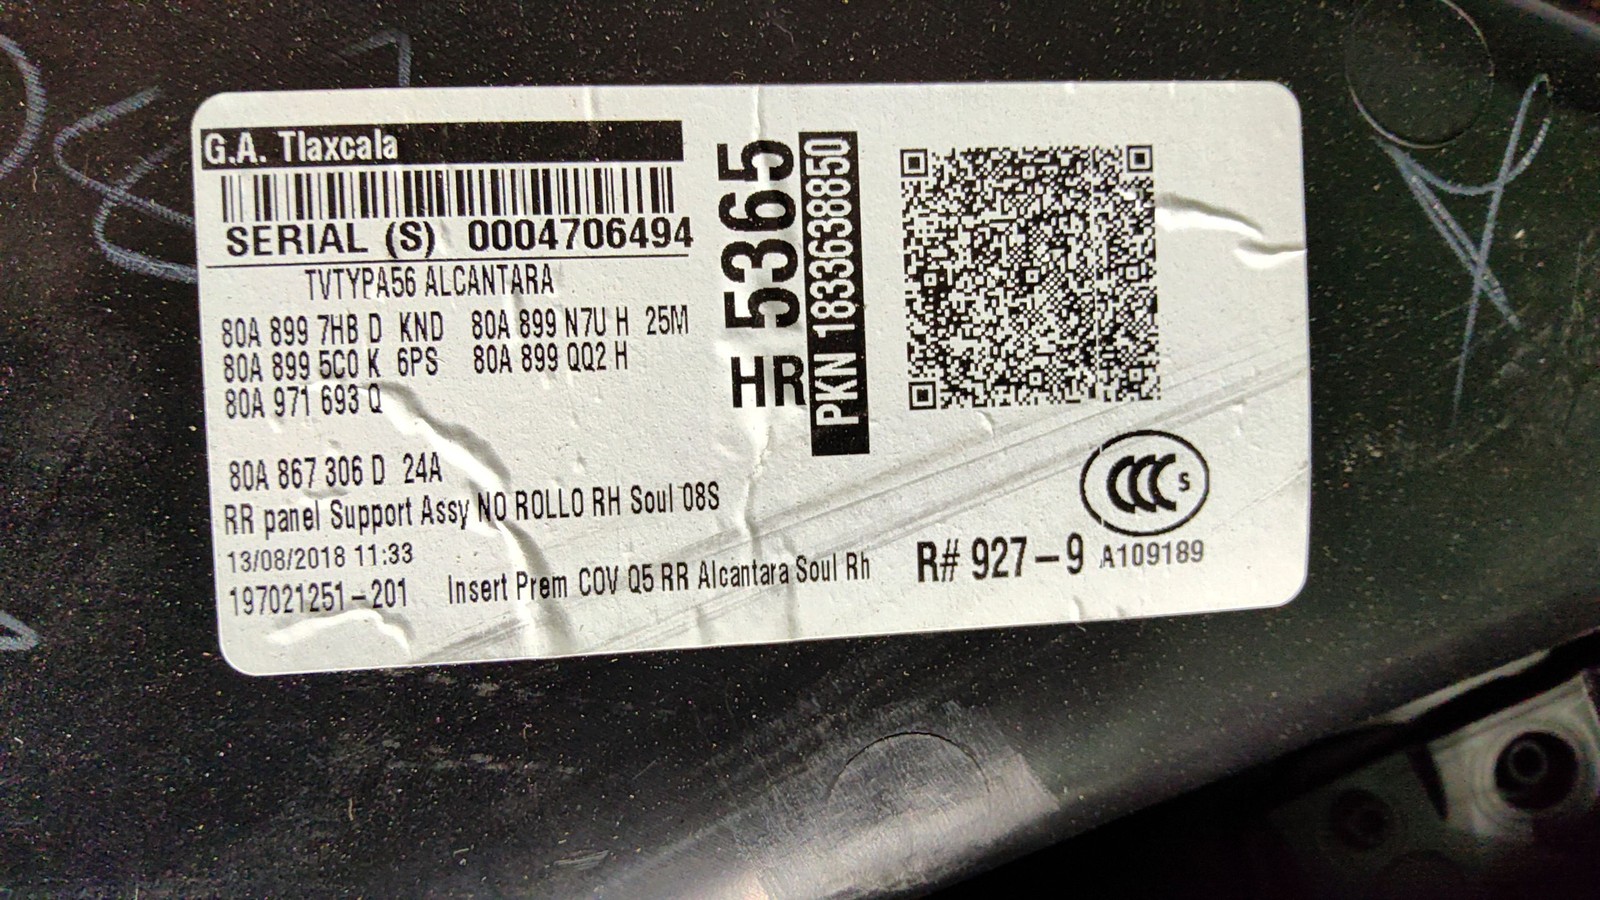 G.A. Tlaxcala
SERIAL (S) 0004706494
TVTYPA56 ALCANTARA
80A 899 7HB D KND 80A 899 N7U H 25M
80A 899 5C0 K 6PS 80A 899 QQ2 H
80A 971 693 Q
80A 867 306 D 24A
RR panel Support Assy NO ROLLO RH Soul 08S
13/08/2018 11:33
197021251-201 Insert Prem COV Q5 RR Alcantara Soul Rh
HR 5365
PKN 1833638850
CCC S
R# 927-9 A109189